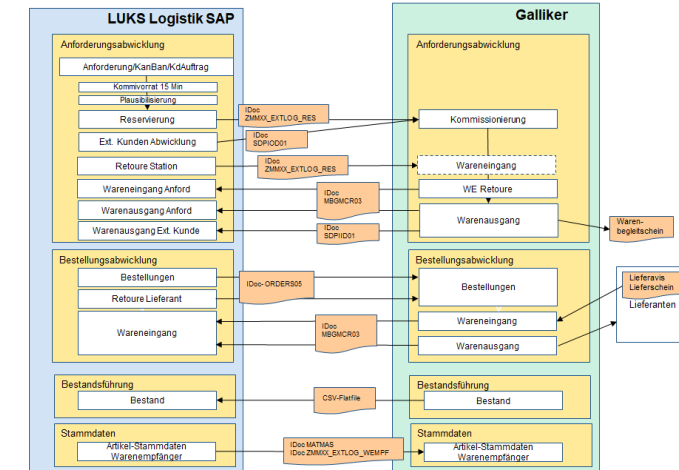 LUKS Logistik SAP
Galliker
Anforderungsabwicklung
Anforderung/KanBan/KdAuftrag
Kommivorrat 15 Min
Plausibilisierung
Reservierung
Ext. Kunden Abwicklung
Retoure Station
Wareneingang Anford
Warenausgang Anford
Warenausgang Ext. Kunde
IDoc
ZMMX_EXTLOG_RES
IDoc
SDPIOD01
IDoc
ZMMX_EXTLOG_RES
IDoc
MBGMCR03
IDoc
SDPIID01
Anforderungsabwicklung
Kommissionierung
Wareneingang
WE Retoure
Warenausgang
Waren-
begleitschein
Bestellungsabwicklung
Bestellungen
Retoure Lieferant
Wareneingang
IDoc- ORDERS05
IDoc
MBGMCR03
Bestellungsabwicklung
Bestellungen
Wareneingang
Warenausgang
Lieferavis
Lieferschein
Lieferanten
Bestandsführung
Bestand
CSV-Flatfile
Bestandsführung
Bestand
Stammdaten
Artikel-Stammdaten
Warenempfänger
IDoc MATMAS
IDoc ZMMX_EXTLOG_WEMPF
Stammdaten
Artikel-Stammdaten
Warenempfänger